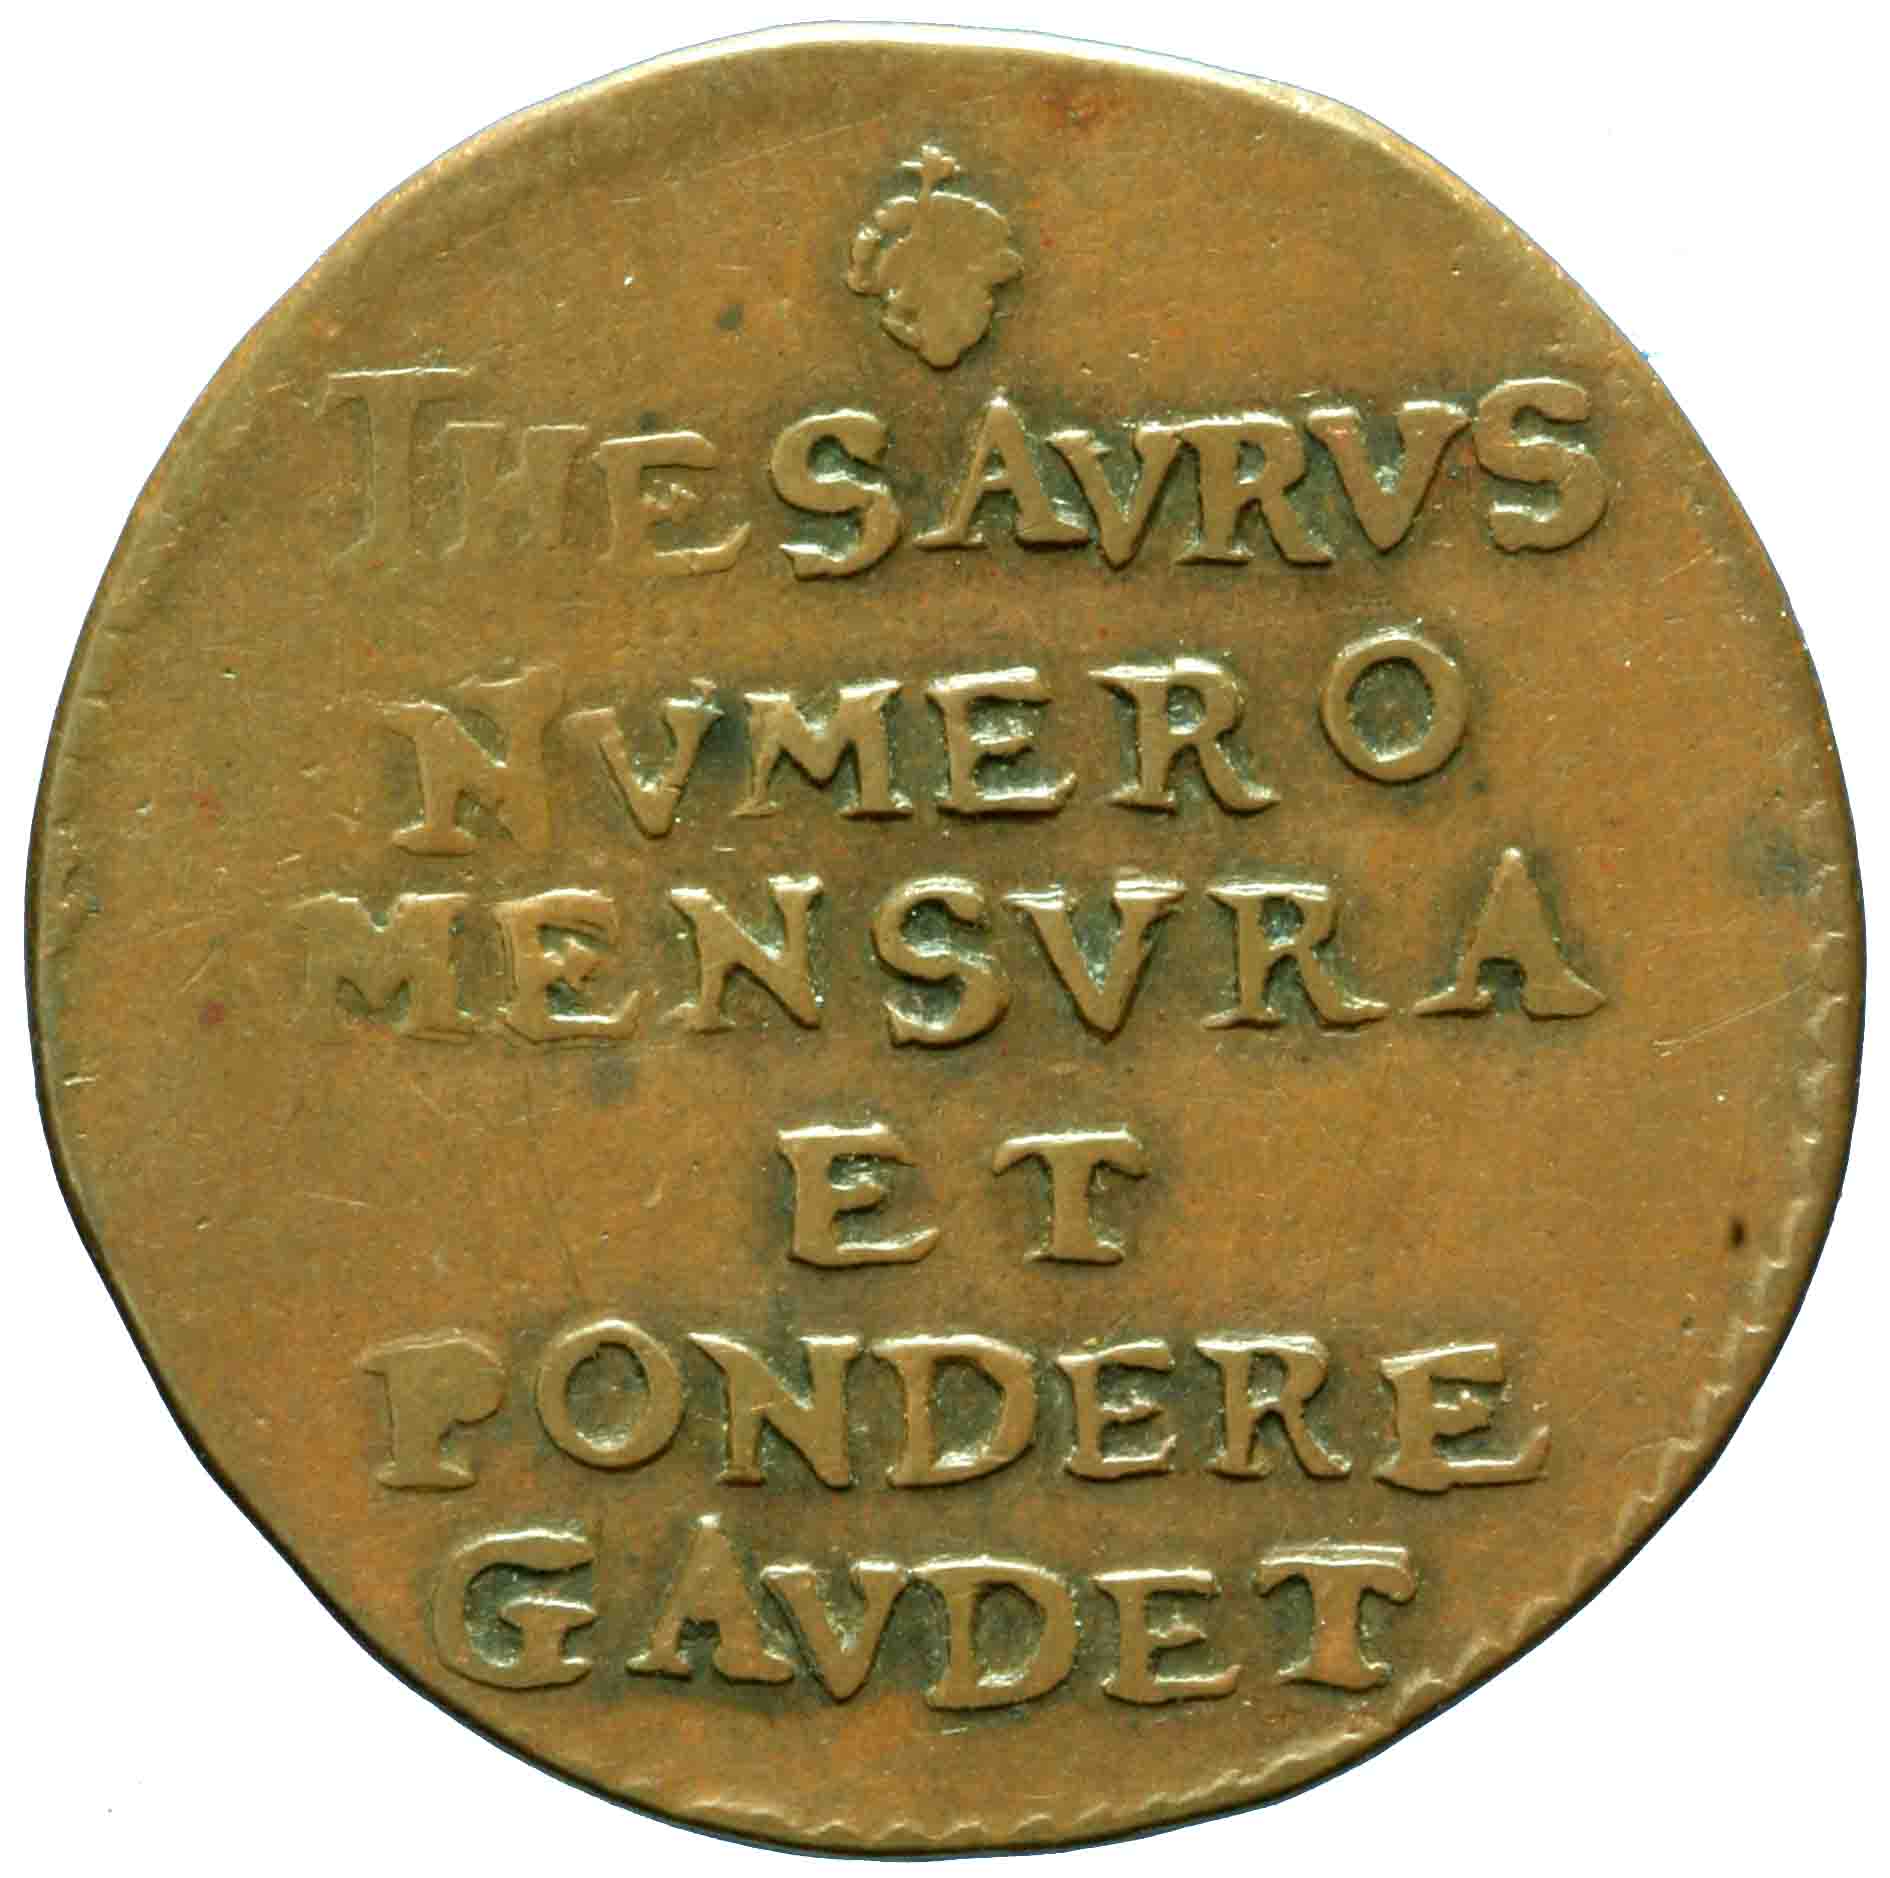 THESAVRVS
NVMERO
MENSVRA
ET
PONDERE
GAVDET